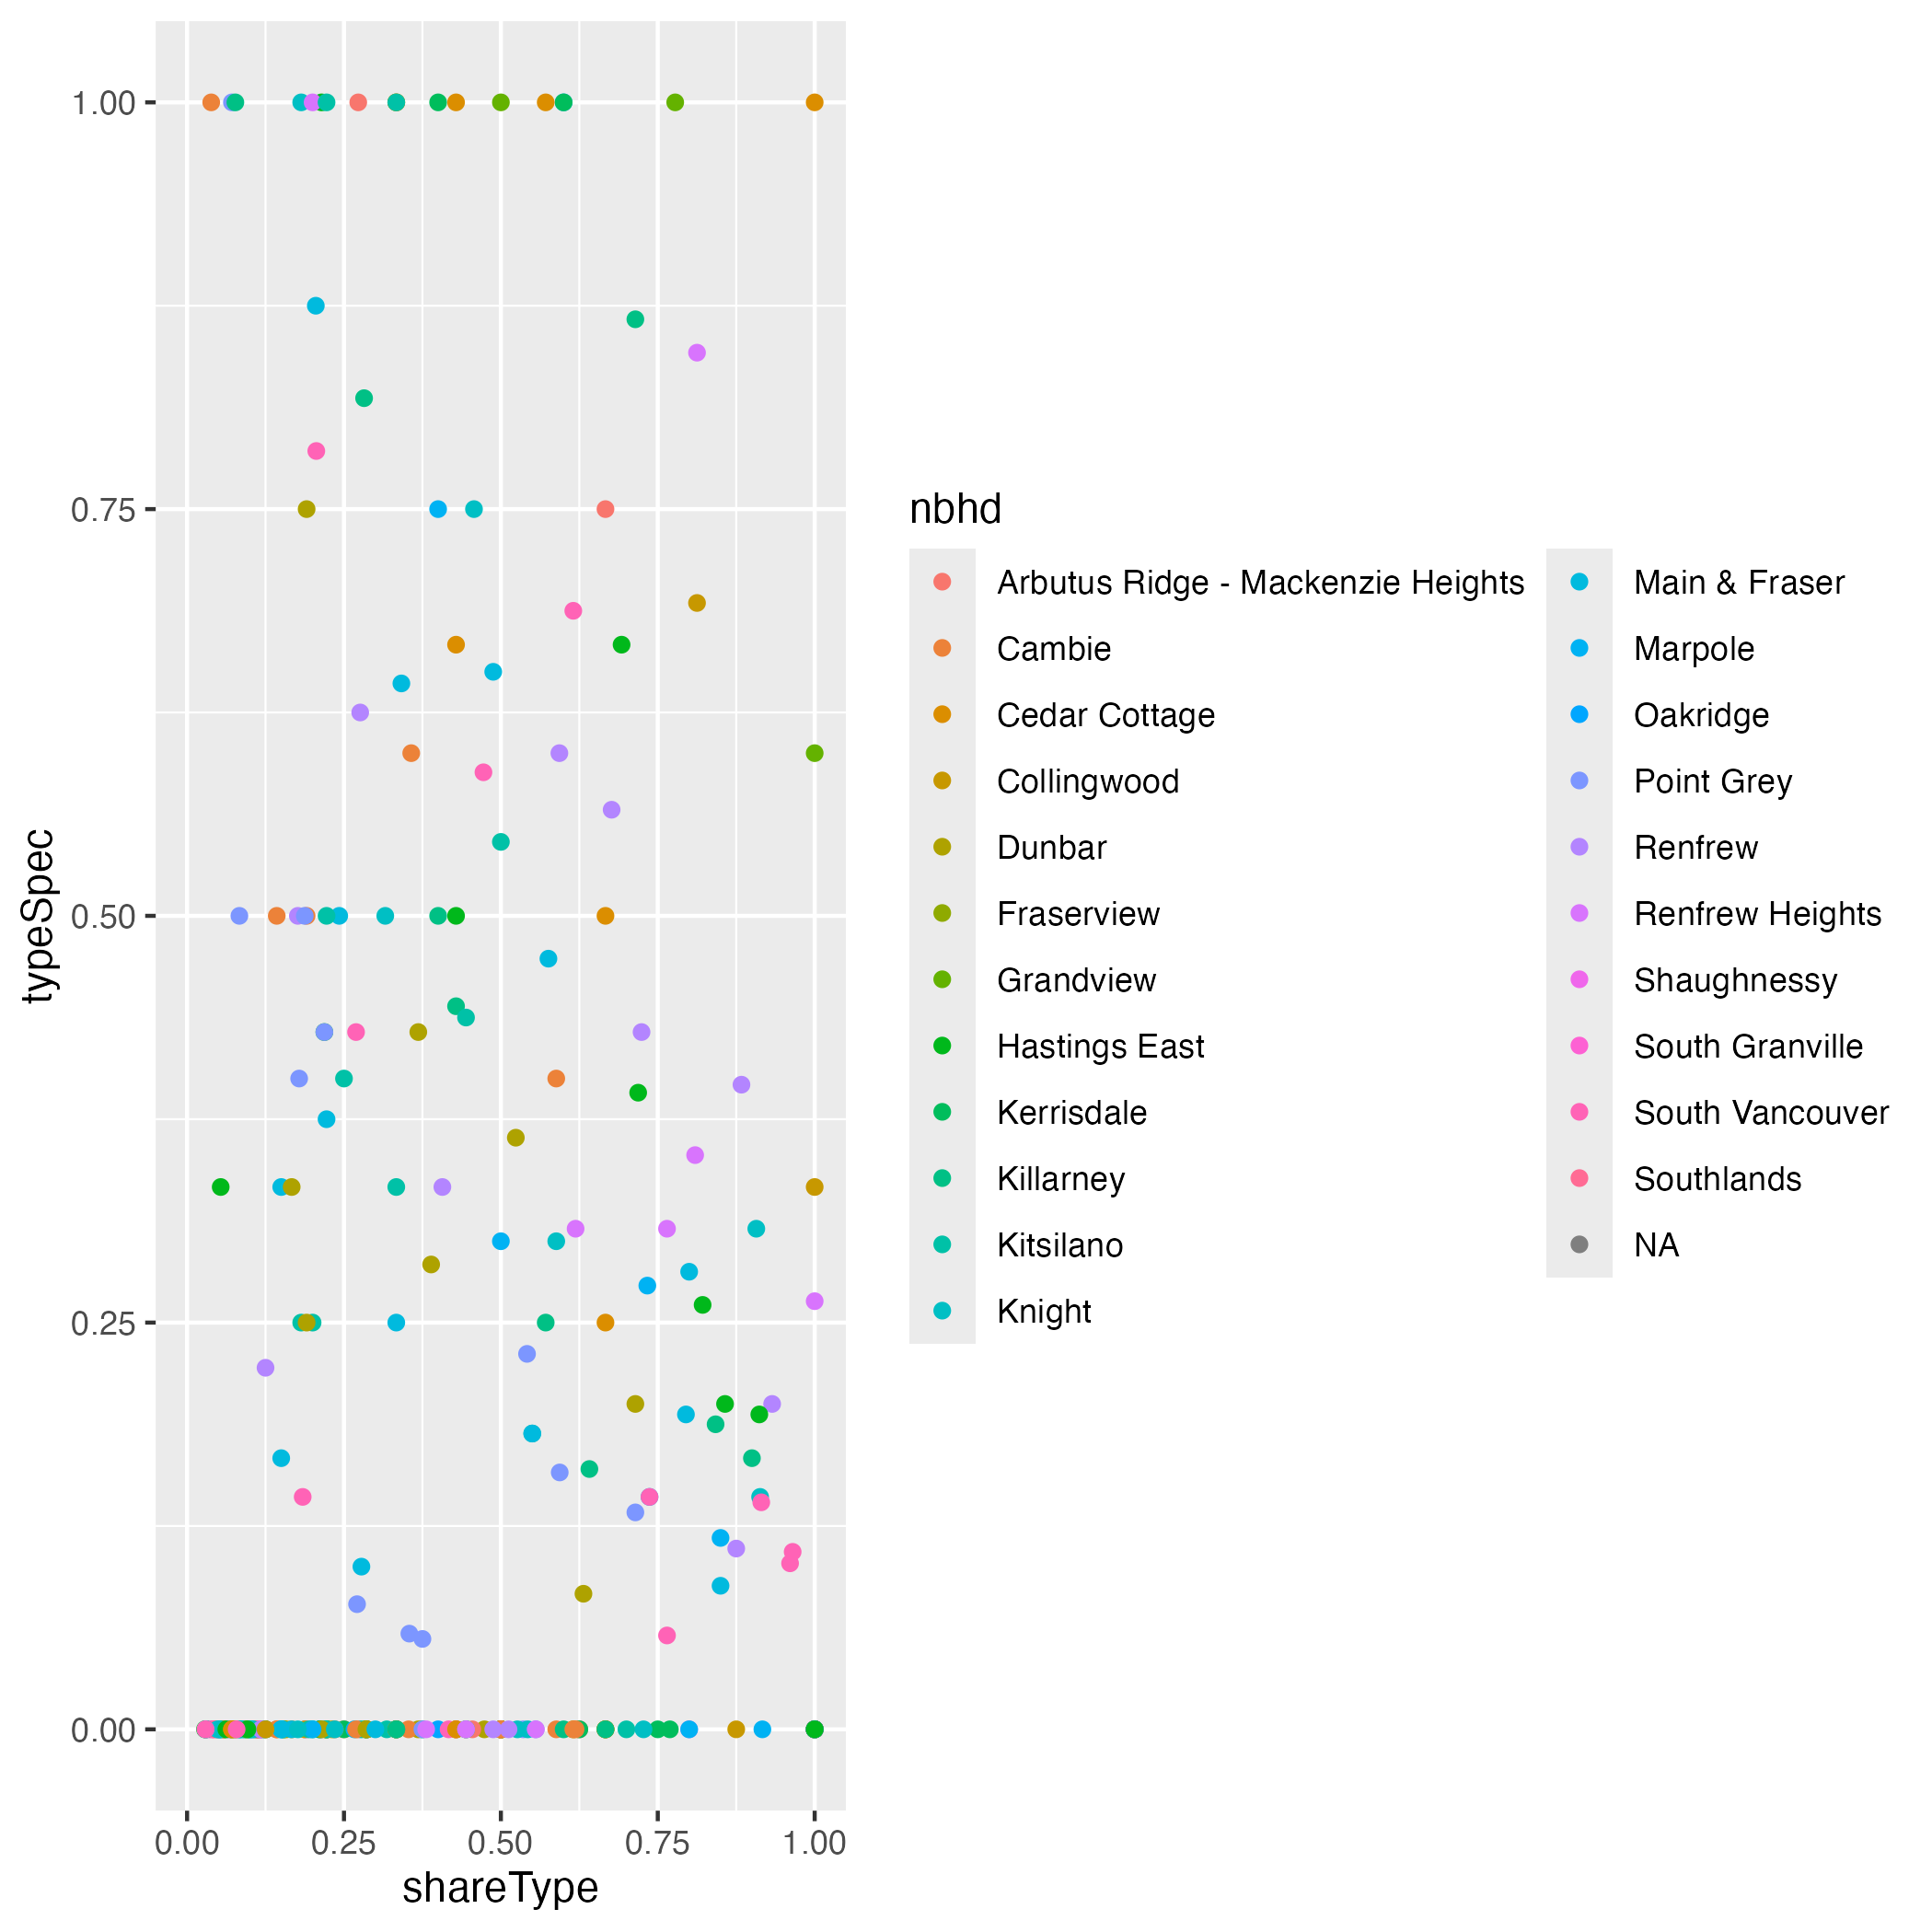 1.00
0.75
0.50
0.25
0.00
typeSpec
0.00 0.25 0.50 0.75 1.00
shareType
nbhd
Arbutus Ridge - Mackenzie Heights
Cambie
Cedar Cottage
Collingwood
Dunbar
Fraserview
Grandview
Hastings East
Kerrisdale
Killarney
Kitsilano
Knight
Main & Fraser
Marpole
Oakridge
Point Grey
Renfrew
Renfrew Heights
Shaughnessy
South Granville
South Vancouver
Southlands
NA